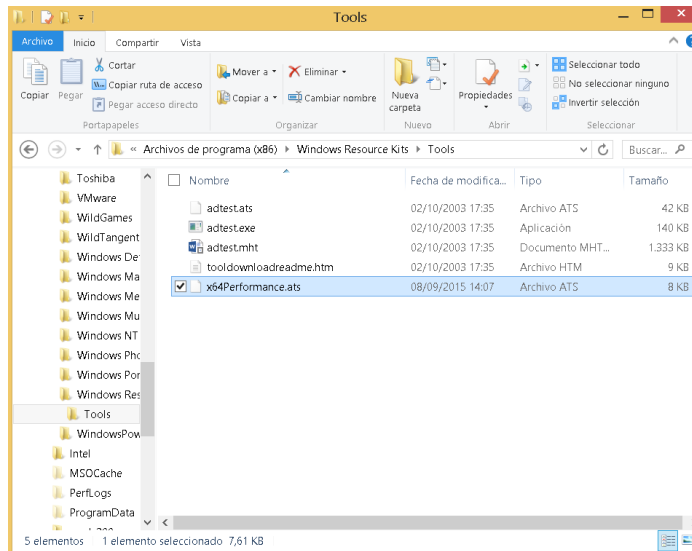 Tools
Archivo Inicio Compartir Vista
Copiar
Pegar
Cortar
Copiar ruta de acceso
Pegar acceso directo
Portapapeles
Mover a
Copiar a
Eliminar
Cambiar nombre
Organizar
Nueva carpeta
Nuevo
Propiedades
Abrir
Seleccionar todo
No seleccionar ninguno
Invertir selección
Seleccionar
« Archivos de programa (x86) Windows Resource Kits Tools
Buscar...
Toshiba
VMware
WildGames
WildTangent
Windows De
Windows Ma
Windows Me
Windows Mu
Windows NT
Windows Pho
Windows Por
Windows Res
Tools
WindowsPow
Intel
MSOCache
PerfLogs
ProgramData
Nombre Fecha de modifica... Tipo Tamaño
adtest.ats 02/10/2003 17:35 Archivo ATS 42 KB
adtest.exe 02/10/2003 17:35 Aplicación 140 KB
adtest.mht 02/10/2003 17:35 Documento MHT... 1.333 KB
tooldownloadreadme.htm 02/10/2003 17:35 Archivo HTM 9 KB
x64Performance.ats 08/09/2015 14:07 Archivo ATS 8 KB
5 elementos 1 elemento seleccionado 7,61 KB